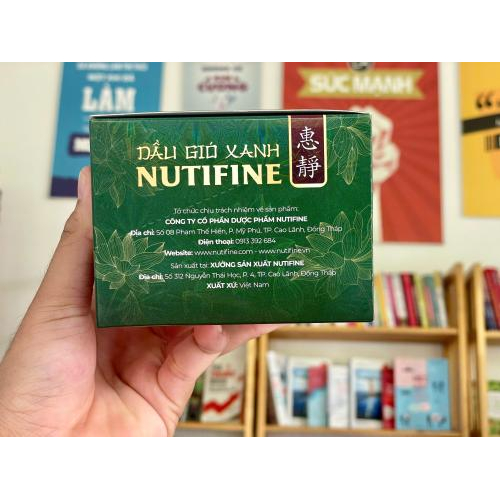 LÀM
SỨC MẠNH
DẦU GIÓ XANH
NUTIFINE
惠
靜
Tổ chức chịu trách nhiệm về sản phẩm:
CÔNG TY CỔ PHẦN DƯỢC PHẨM NUTIFINE
Địa chỉ: Số 08 Phạm Thế Hiển, P. Mỹ Phú, TP. Cao Lãnh, Đồng Tháp
Điện thoại: 0913 392 684
Website: www.nutifine.com - www.nutifine.vn
Sản xuất tại: XƯỞNG SẢN XUẤT NUTIFINE
Địa chỉ: Số 312 Nguyễn Thái Học, P. 4, TP. Cao Lãnh, Đồng Tháp
XUẤT XỨ: Việt Nam